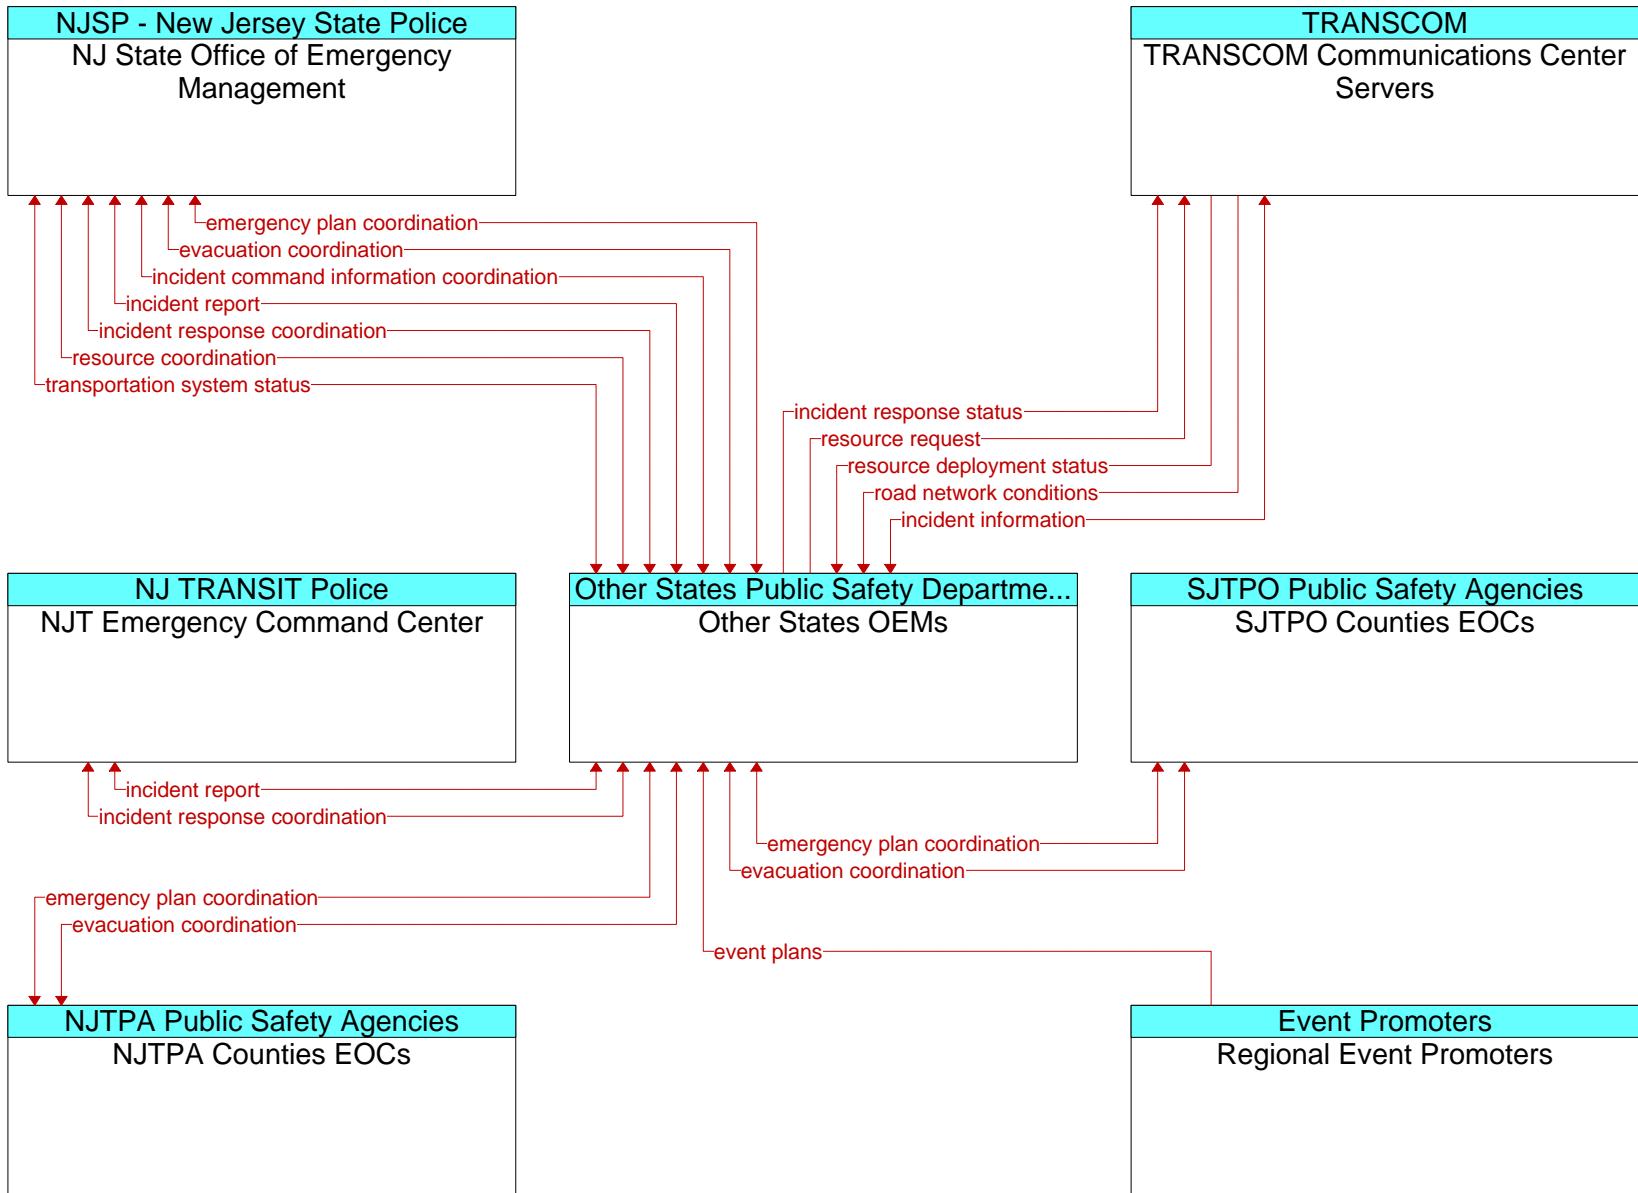 NJSP - New Jersey State Police
NJ State Office of Emergency
Management
TRANSCOM
TRANSCOM Communications Center
Servers
emergency plan coordination
evacuation coordination
incident command information coordination
incident report
incident response coordination
resource coordination
transportation system status
incident response status
resource request
resource deployment status
road network conditions
incident information
NJ TRANSIT Police
NJT Emergency Command Center
Other States Public Safety Departme...
Other States OEMs
SJTPO Public Safety Agencies
SJTPO Counties EOCs
incident report
incident response coordination
emergency plan coordination
evacuation coordination
emergency plan coordination
evacuation coordination
event plans
NJTPA Public Safety Agencies
NJTPA Counties EOCs
Event Promoters
Regional Event Promoters